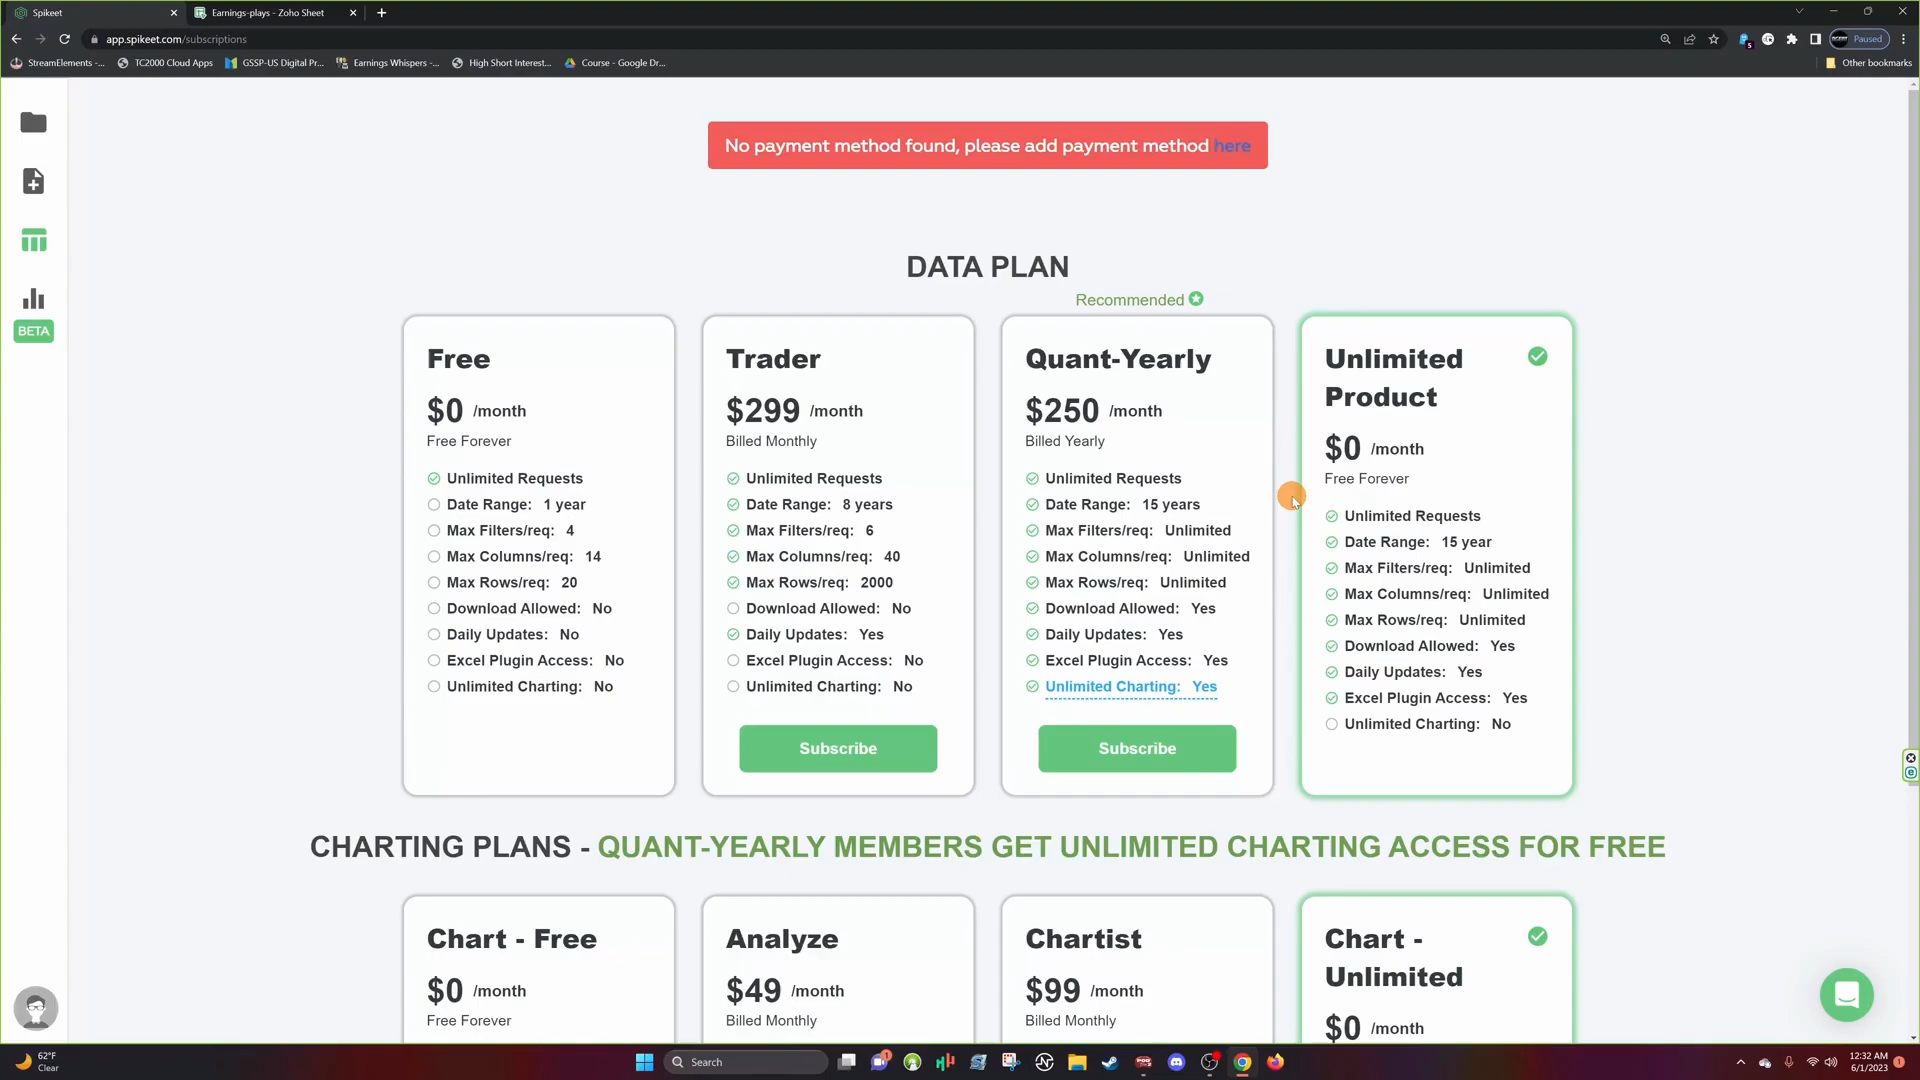 Spikeet
Earnings-plays - Zoho Sheet
app.spikeet.com/subscriptions
Paused
StreamElements -...
TC2000 Cloud Apps
GSSP-US Digital Pr...
Earnings Whispers -...
High Short Interest...
Course - Google Dr...
Other bookmarks
No payment method found, please add payment method here
BETA
DATA PLAN
Recommended
Free
$0 /month
Free Forever
Unlimited Requests
Date Range: 1 year
Max Filters/req: 4
Max Columns/req: 14
Max Rows/req: 20
Download Allowed: No
Daily Updates: No
Excel Plugin Access: No
Unlimited Charting: No
Trader
$299 /month
Billed Monthly
Unlimited Requests
Date Range: 8 years
Max Filters/req: 6
Max Columns/req: 40
Max Rows/req: 2000
Download Allowed: No
Daily Updates: Yes
Excel Plugin Access: No
Unlimited Charting: No
Subscribe
Quant-Yearly
$250 /month
Billed Yearly
Unlimited Requests
Date Range: 15 years
Max Filters/req: Unlimited
Max Columns/req: Unlimited
Max Rows/req: Unlimited
Download Allowed: Yes
Daily Updates: Yes
Excel Plugin Access: Yes
Unlimited Charting: Yes
Subscribe
Unlimited
Product
$0 /month
Free Forever
Unlimited Requests
Date Range: 15 year
Max Filters/req: Unlimited
Max Columns/req: Unlimited
Max Rows/req: Unlimited
Download Allowed: Yes
Daily Updates: Yes
Excel Plugin Access: Yes
Unlimited Charting: No
CHARTING PLANS - QUANT-YEARLY MEMBERS GET UNLIMITED CHARTING ACCESS FOR FREE
Chart - Free
$0 /month
Free Forever
Analyze
$49 /month
Billed Monthly
Chartist
$99 /month
Billed Monthly
Chart -
Unlimited
$0 /month
62°F
Clear
Search
12:32 AM
6/1/2023